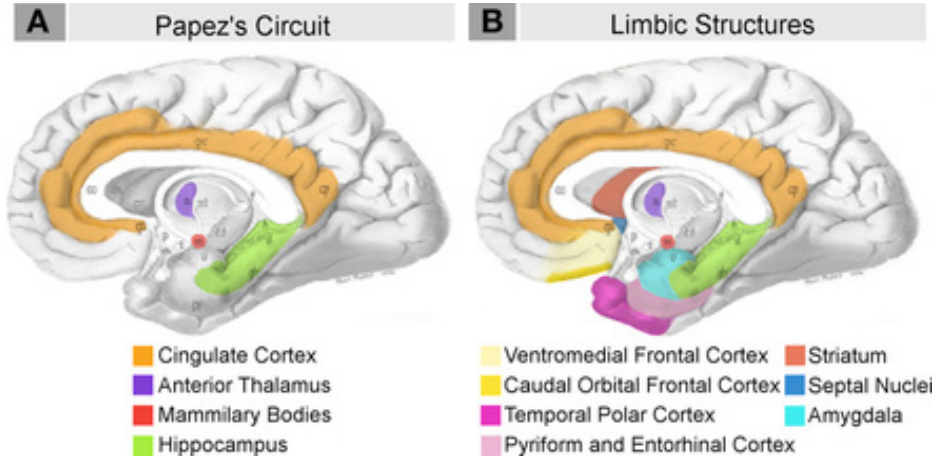 A Papez's Circuit
B Limbic Structures
Cingulate Cortex
Anterior Thalamus
Mammilary Bodies
Hippocampus
Ventromedial Frontal Cortex
Caudal Orbital Frontal Cortex
Temporal Polar Cortex
Pyriform and Entorhinal Cortex
Striatum
Septal Nuclei
Amygdala